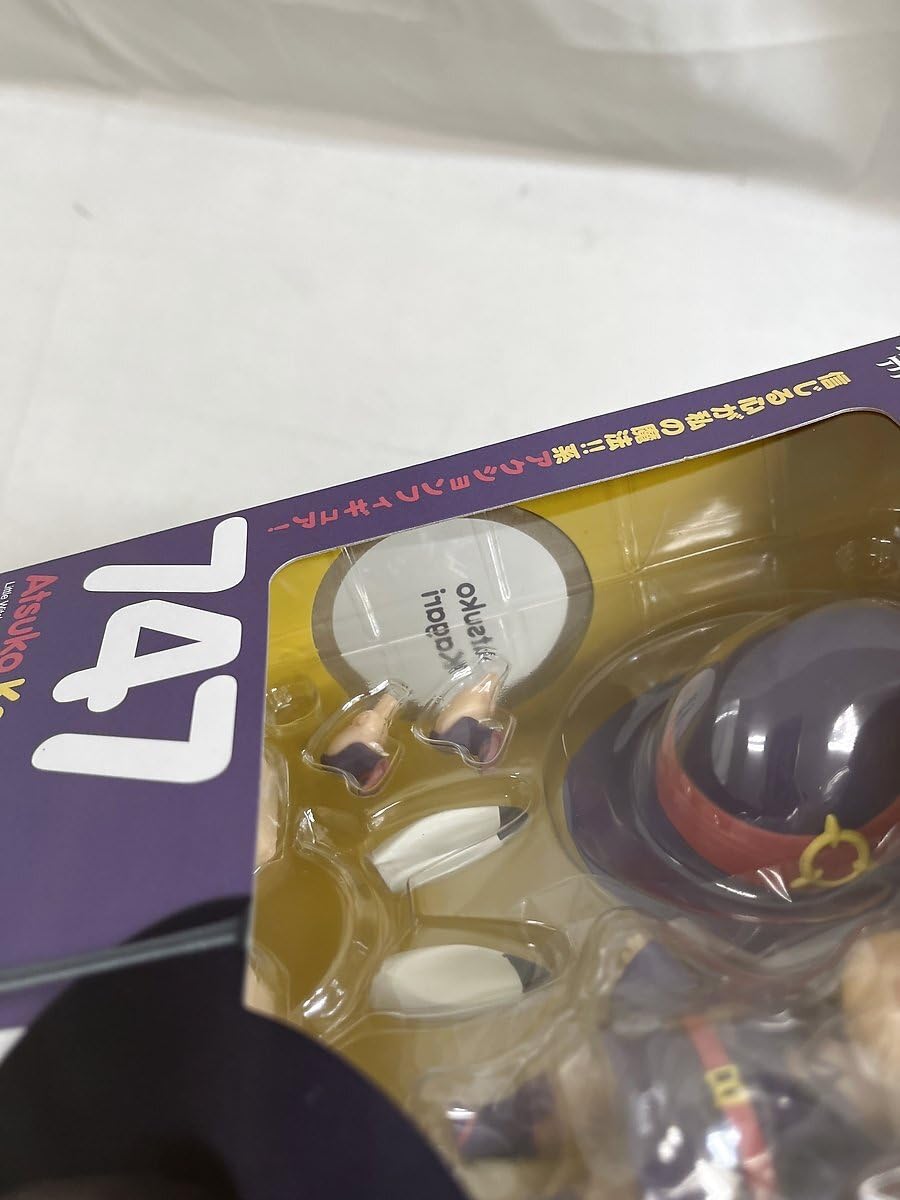 信じる心が私の魔法!!系アクションフィギュア!
747
Atsuko
Little
Kagari
Atsuko